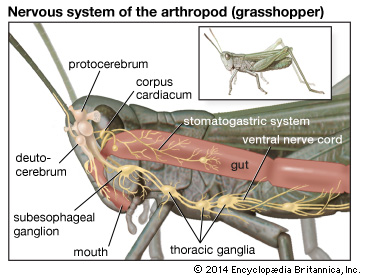 Nervous system of the arthropod (grasshopper)
protocerebrum
corpus
cardiacum
stomatogastric system
ventral nerve cord
deuto-
cerebrum
gut
subesophageal
ganglion
mouth
thoracic ganglia
© 2014 Encyclopædia Britannica, Inc.